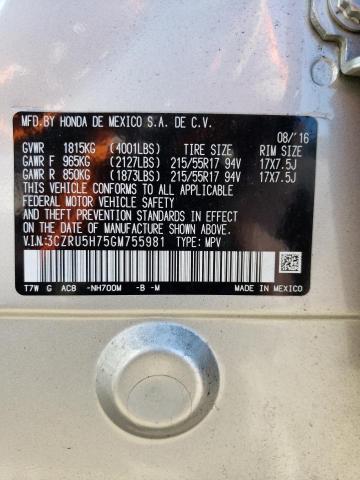 MFD.BY HONDA DE MEXICO S.A. DE C.V.
08/'16
GVWR 1815KG (4001LBS) TIRE SIZE RIM SIZE
GAWR F 965KG (2127LBS) 215/55R17 94V 17X7.5J
GAWR R 850KG (1873LBS) 215/55R17 94V 17X7.5J
THIS VEHICLE CONFORMS TO ALL APPLICABLE
FEDERAL MOTOR VEHICLE SAFETY
AND THEFT PREVENTION STANDARDS IN EFFECT
ON THE DATE OF MANUFACTURE SHOWN ABOVE.
V.I.N:3CZRU5H75GM755981 TYPE: MPV
T7W G ACB -NH700M -B -M
MADE IN MEXICO